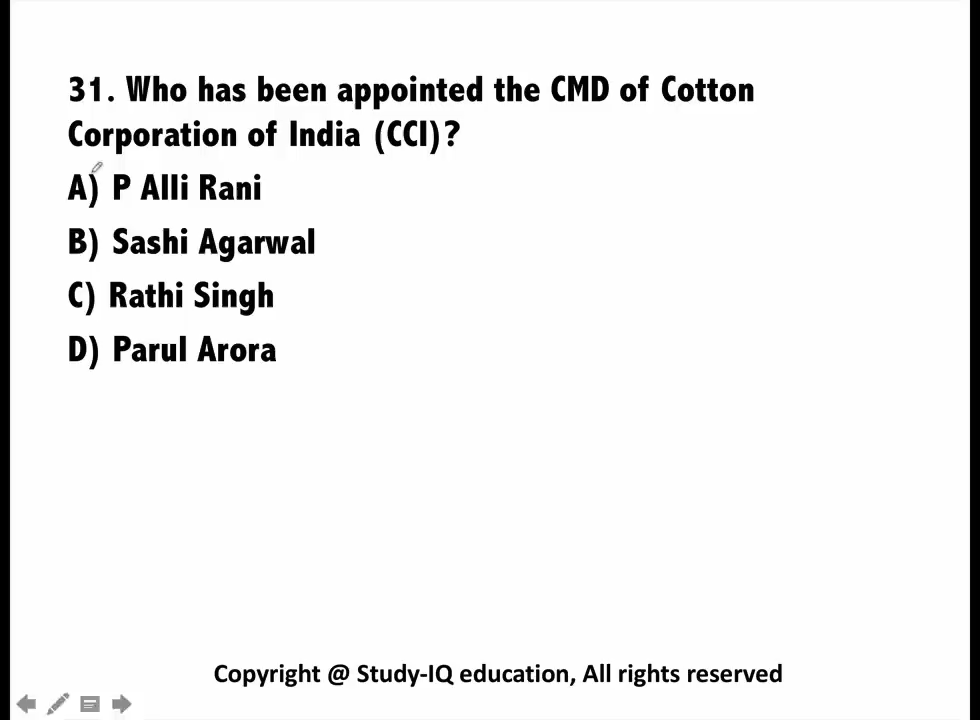 31. Who has been appointed the CMD of Cotton
Corporation of India (CCI)?
A) P Alli Rani
B) Sashi Agarwal
C) Rathi Singh
D) Parul Arora
Copyright @ Study-IQ education, All rights reserved